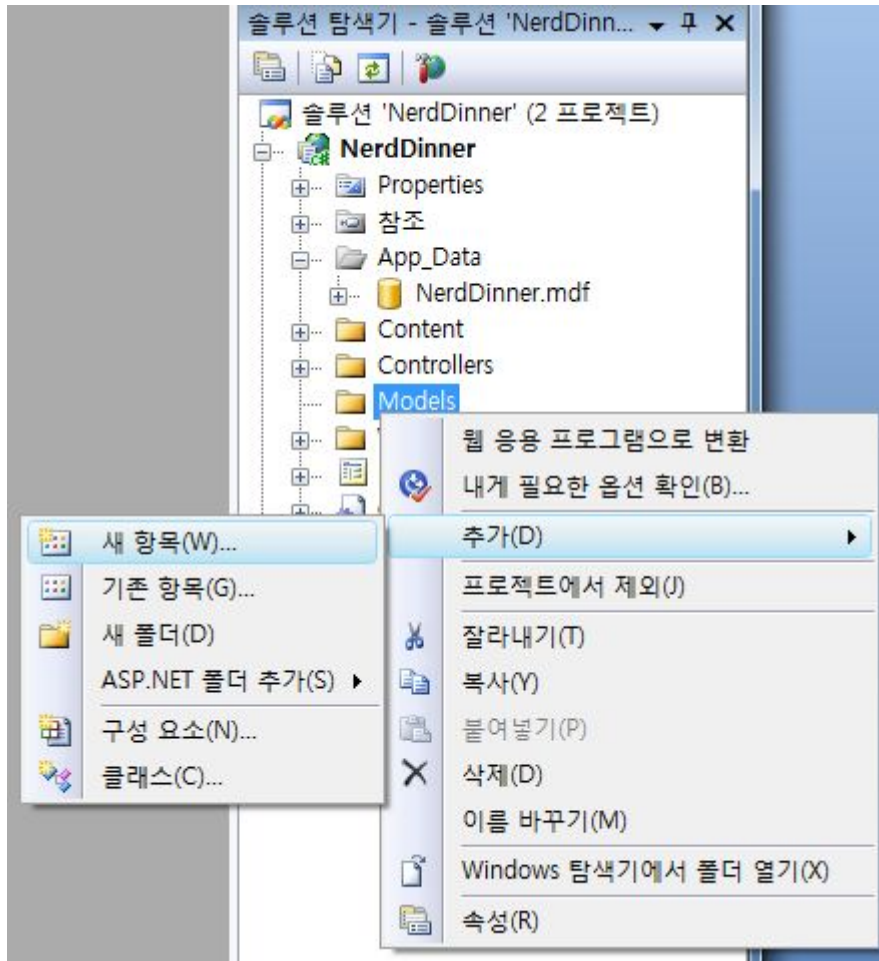 솔루션 탐색기 - 솔루션 'NerdDinn...
솔루션 'NerdDinner' (2 프로젝트)
NerdDinner
Properties
참조
App_Data
NerdDinner.mdf
Content
Controllers
Models
웹 응용 프로그램으로 변환
내게 필요한 옵션 확인(B)...
추가(D)
프로젝트에서 제외(J)
잘라내기(T)
복사(Y)
붙여넣기(P)
삭제(D)
이름 바꾸기(M)
Windows 탐색기에서 폴더 열기(X)
속성(R)
새 항목(W)...
기존 항목(G)...
새 폴더(D)
ASP.NET 폴더 추가(S)
구성 요소(N)...
클래스(C)...